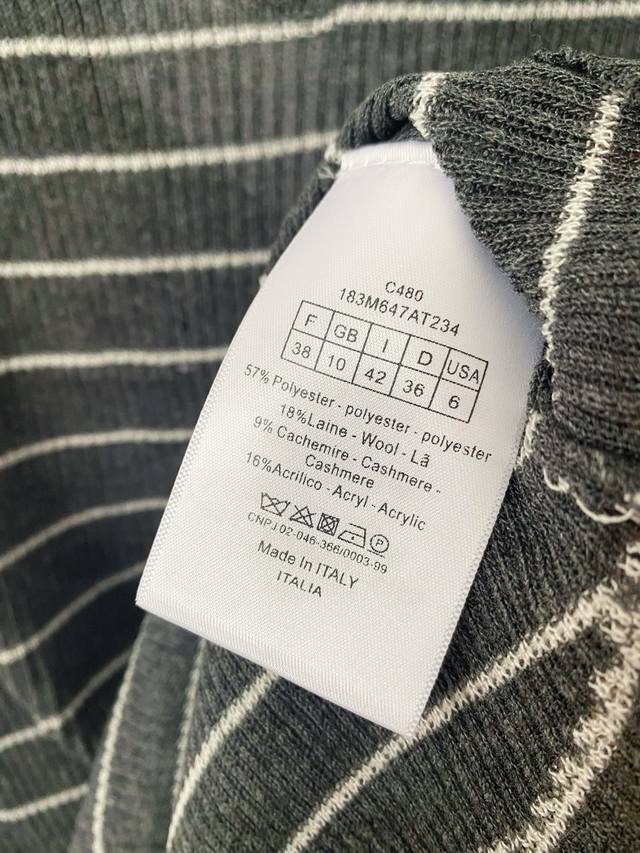 C480
183M647AT234
F GB I D USA
38 10 42 36 6
57% Polyester - polyester - polyester
18%Laine - Wool - Lã
9% Cachemire - Cashmere -
Cashmere
16%Acrilico - Acryl - Acrylic
P
CNPJ 02-046-366/0003-99
Made In ITALY
ITALIA